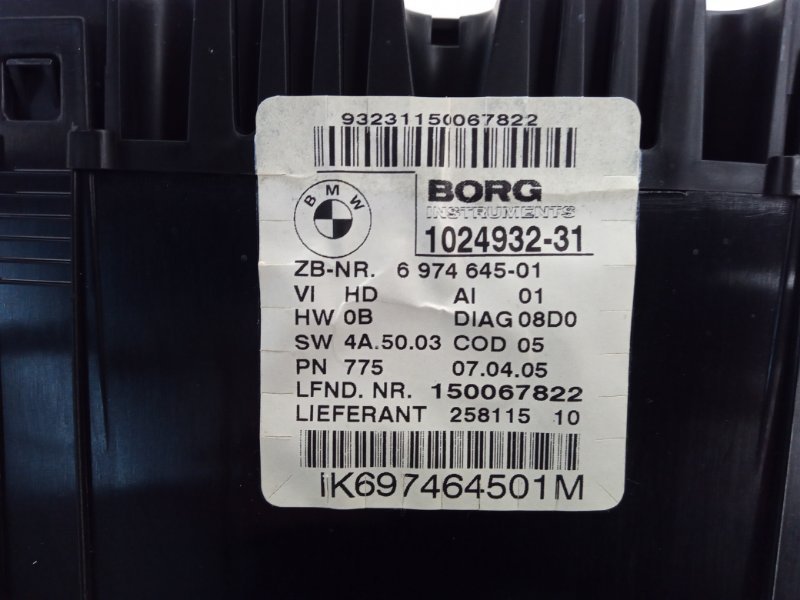 93231150067822
BMW
BORG
INSTRUMENTS
1024932-31
ZB-NR. 6 974 645-01
VI HD AI 01
HW 0B DIAG 08D0
SW 4A.50.03 COD 05
PN 775 07.04.05
LFND. NR. 150067822
LIEFERANT 258115 10
IK697464501M